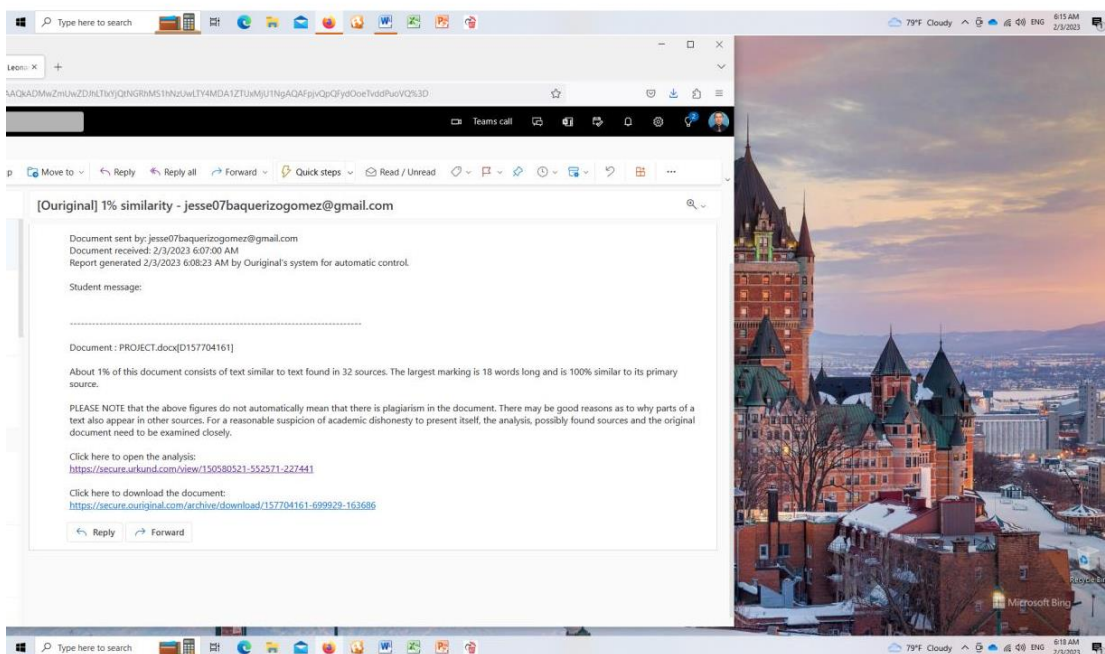 Type here to search
79°F Cloudy
ENG
6:15 AM
2/3/2023
Leon
Teams call
Move to
Reply
Reply all
Forward
Quick steps
Read / Unread
[Ouriginal] 1% similarity - jesse07baquerizogomez@gmail.com
Document sent by: jesse07baquerizogomez@gmail.com
Document received: 2/3/2023 6:07:00 AM
Report generated 2/3/2023 6:08:23 AM by Ouriginal's system for automatic control.
Student message:
Document : PROJECT.docx[D157704161]
About 1% of this document consists of text similar to text found in 32 sources. The largest marking is 18 words long and is 100% similar to its primary
source.
PLEASE NOTE that the above figures do not automatically mean that there is plagiarism in the document. There may be good reasons as to why parts of a
text also appear in other sources. For a reasonable suspicion of academic dishonesty to present itself, the analysis, possibly found sources and the original
document need to be examined closely.
Click here to open the analysis:
https://secure.urkund.com/view/150580521-552571-227441
Click here to download the document:
https://secure.ouriginal.com/archive/download/157704161-699929-163686
Reply
Forward
Recycle Bin
Microsoft Bing
Type here to search
79°F Cloudy
ENG
6:18 AM
2/3/2023